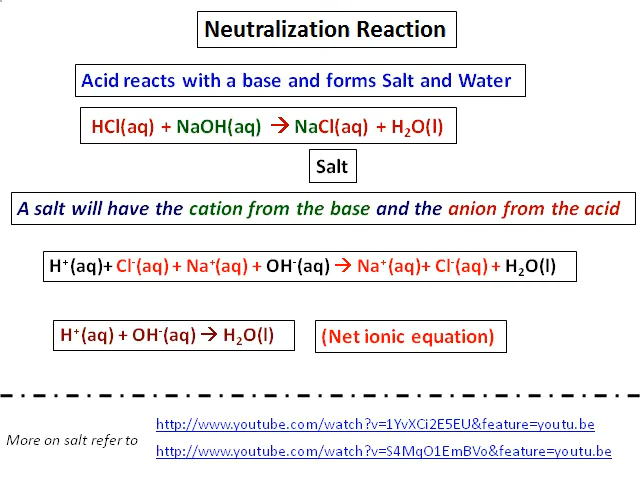 Neutralization Reaction
Acid reacts with a base and forms Salt and Water
HCl(aq) + NaOH(aq) → NaCl(aq) + H₂O(l)
Salt
A salt will have the cation from the base and the anion from the acid
H⁺(aq)+ Cl⁻(aq) + Na⁺(aq) + OH⁻(aq) → Na⁺(aq)+ Cl⁻(aq) + H₂O(l)
H⁺(aq) + OH⁻(aq) → H₂O(l) (Net ionic equation)
http://www.youtube.com/watch?v=1YvXCi2E5EU&feature=youtu.be
More on salt refer to
http://www.youtube.com/watch?v=S4MqO1EmBVo&feature=youtu.be